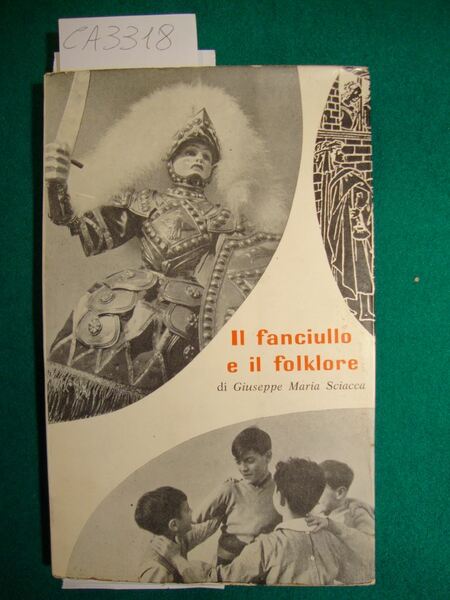 CA3318
Il fanciullo
e il folklore
di Giuseppe Maria Sciacca